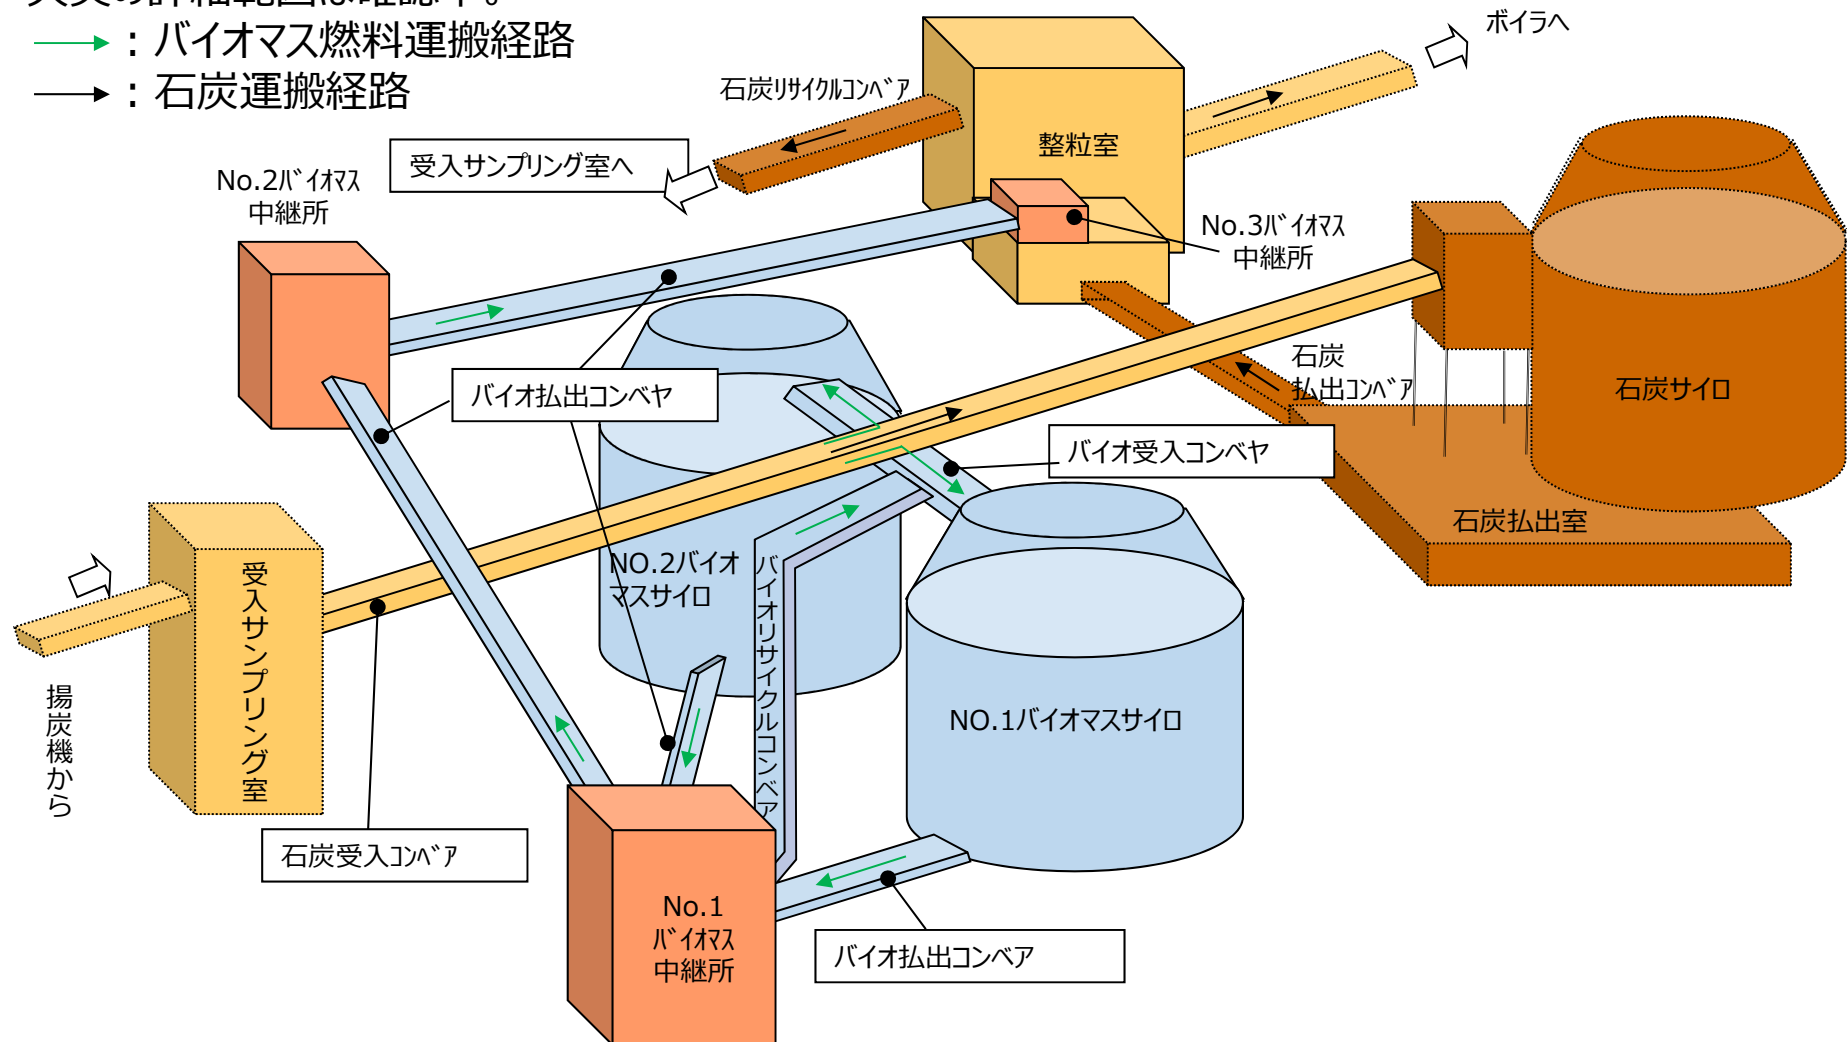 ：バイオマス燃料運搬経路
：石炭運搬経路
ボイラへ
石炭ﾘｻｲｸﾙｺﾝﾍﾞｱ
整粒室
受入サンプリング室へ
No.2ﾊﾞｲｵﾏｽ
中継所
No.3ﾊﾞｲｵﾏｽ
中継所
石炭
払出ｺﾝﾍﾞｱ
石炭サイロ
バイオ払出コンベヤ
バイオ受入コンベヤ
石炭払出室
NO.2バイオ
マスサイロ
バイオリサイクルコンベア
受入サンプリング室
NO.1バイオマスサイロ
揚炭機から
石炭受入ｺﾝﾍﾞｱ
No.1
ﾊﾞｲｵﾏｽ
中継所
バイオ払出コンベア